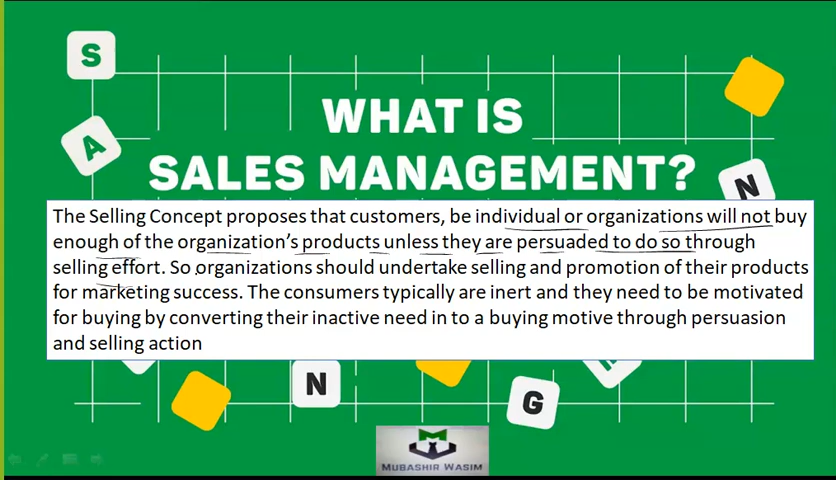 S
A
WHAT IS
SALES MANAGEMENT?
N
The Selling Concept proposes that customers, be individual or organizations will not buy
enough of the organization's products unless they are persuaded to do so through
selling effort. So organizations should undertake selling and promotion of their products
for marketing success. The consumers typically are inert and they need to be motivated
for buying by converting their inactive need in to a buying motive through persuasion
and selling action
N
G
MUBASHIR WASIM